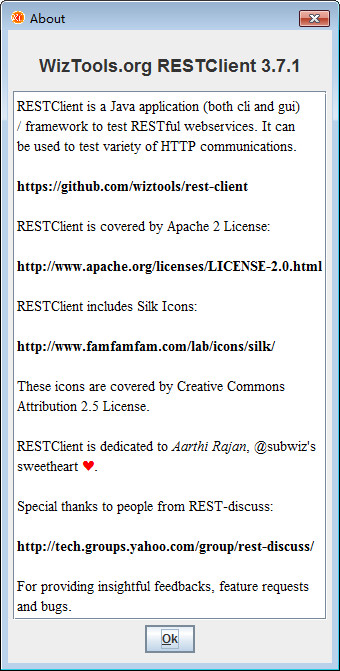 About
WizTools.org RESTClient 3.7.1
RESTClient is a Java application (both cli and gui)
/ framework to test RESTful webservices. It can
be used to test variety of HTTP communications.
https://github.com/wiztools/rest-client
RESTClient is covered by Apache 2 License:
http://www.apache.org/licenses/LICENSE-2.0.html
RESTClient includes Silk Icons:
http://www.famfamfam.com/lab/icons/silk/
These icons are covered by Creative Commons
Attribution 2.5 License.
RESTClient is dedicated to Aarthi Rajan, @subwiz's
sweetheart ♥.
Special thanks to people from REST-discuss:
http://tech.groups.yahoo.com/group/rest-discuss/
For providing insightful feedbacks, feature requests
and bugs.
Ok